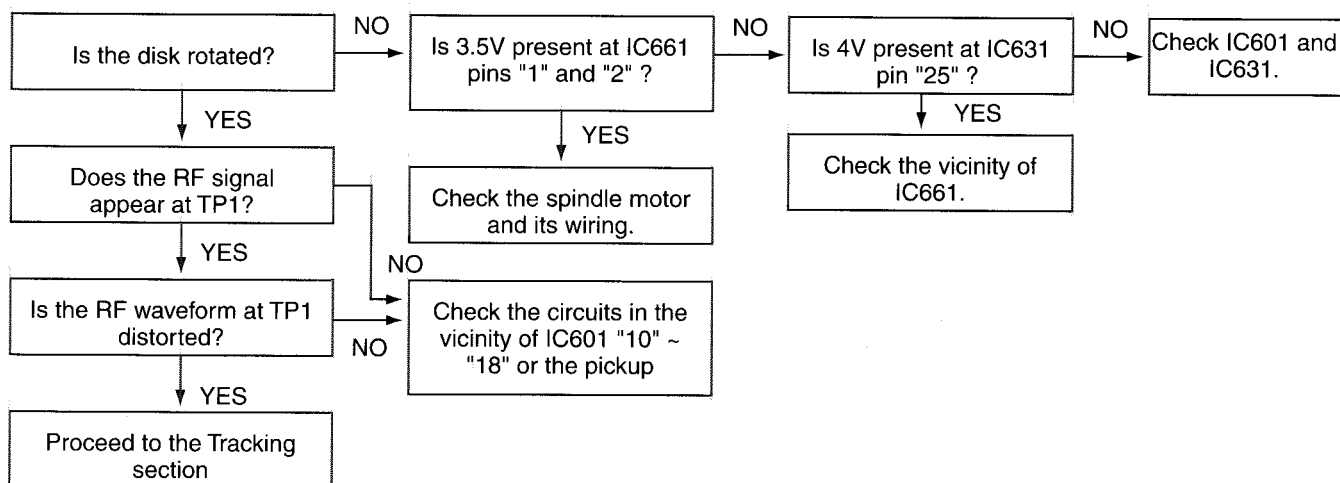 Is the disk rotated?
NO
Is 3.5V present at IC661
pins "1" and "2" ?
NO
Is 4V present at IC631
pin "25" ?
NO
Check IC601 and
IC631.
YES
YES
YES
Does the RF signal
appear at TP1?
Check the spindle motor
and its wiring.
Check the vicinity of
IC661.
YES
NO
Is the RF waveform at TP1
distorted?
NO
Check the circuits in the
vicinity of IC601 "10" ~
"18" or the pickup
YES
Proceed to the Tracking
section